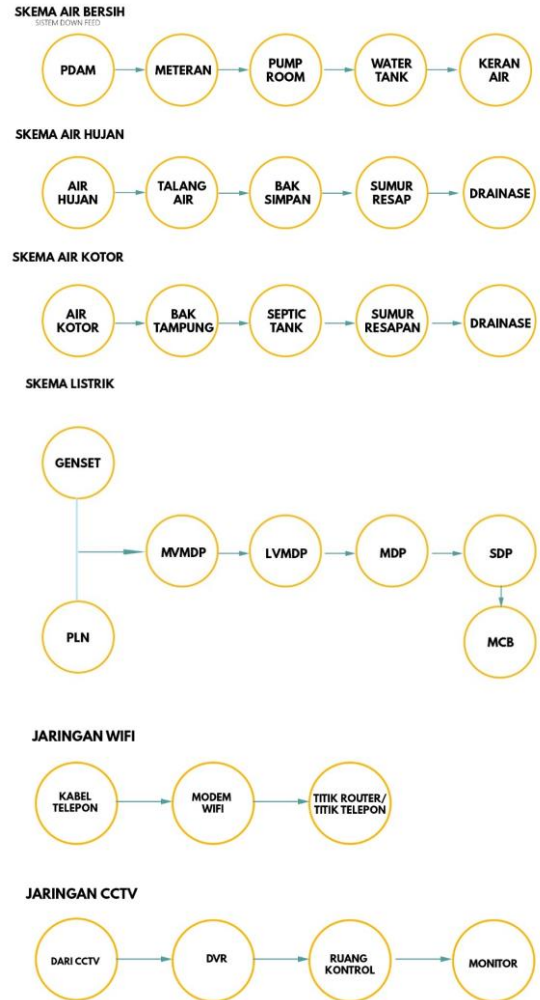 SKEMA AIR BERSIH
SISTEM DOWN FEED
PDAM
METERAN
PUMP
ROOM
WATER
TANK
KERAN
AIR
SKEMA AIR HUJAN
AIR
HUJAN
TALANG
AIR
BAK
SIMPAN
SUMUR
RESAP
DRAINASE
SKEMA AIR KOTOR
AIR
KOTOR
BAK
TAMPUNG
SEPTIC
TANK
SUMUR
RESAPAN
DRAINASE
SKEMA LISTRIK
GENSET
PLN
MVMDP
LVMDP
MDP
SDP
MCB
JARINGAN WIFI
KABEL
TELEPON
MODEM
WIFI
TITIK ROUTER/
TITIK TELEPON
JARINGAN CCTV
DARI CCTV
DVR
RUANG
KONTROL
MONITOR